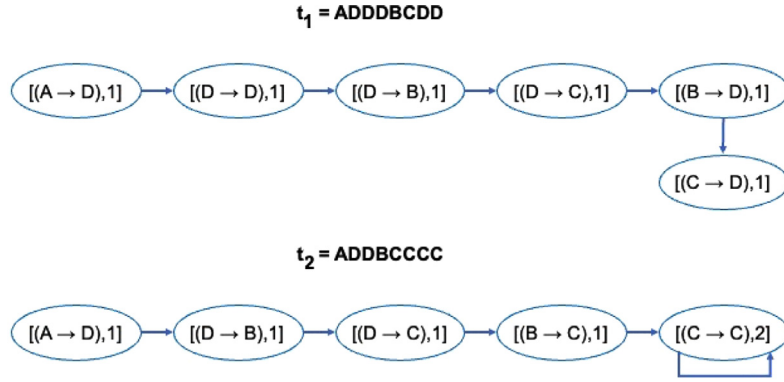 t₁ = ADDDBCDD
[(A → D),1] [(D → D),1] [(D → B),1] [(D → C),1] [(B → D),1]
[(C → D),1]
t₂ = ADDBCCCC
[(A → D),1] [(D → B),1] [(D → C),1] [(B → C),1] [(C → C),2]